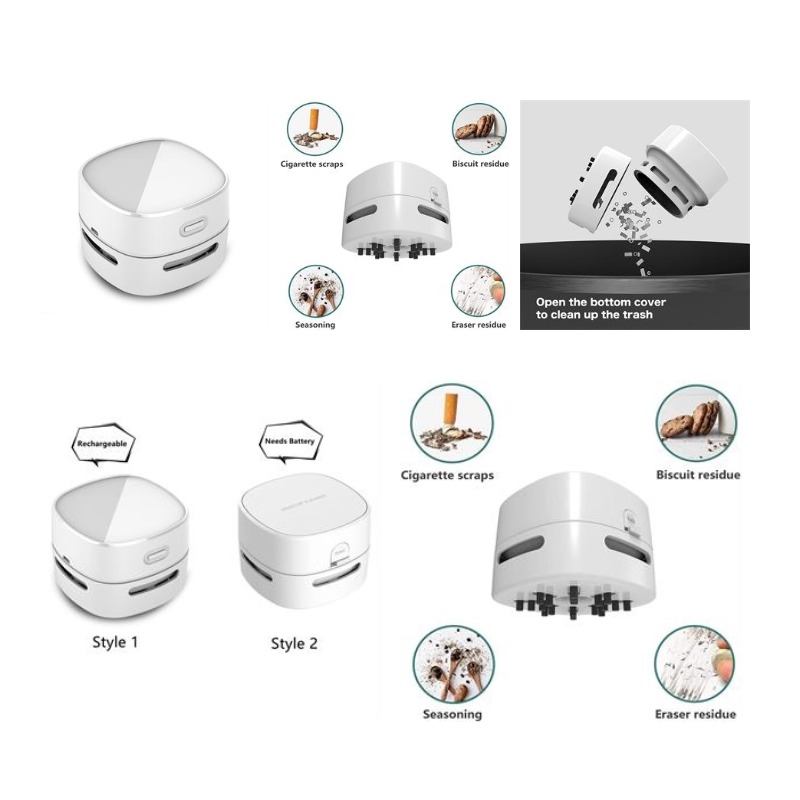 Cigarette scraps
Biscuit residue
Seasoning
Eraser residue
Open the bottom cover
to clean up the trash
Rechargeable
Needs Battery
Style 1
Style 2
Cigarette scraps
Biscuit residue
Seasoning
Eraser residue